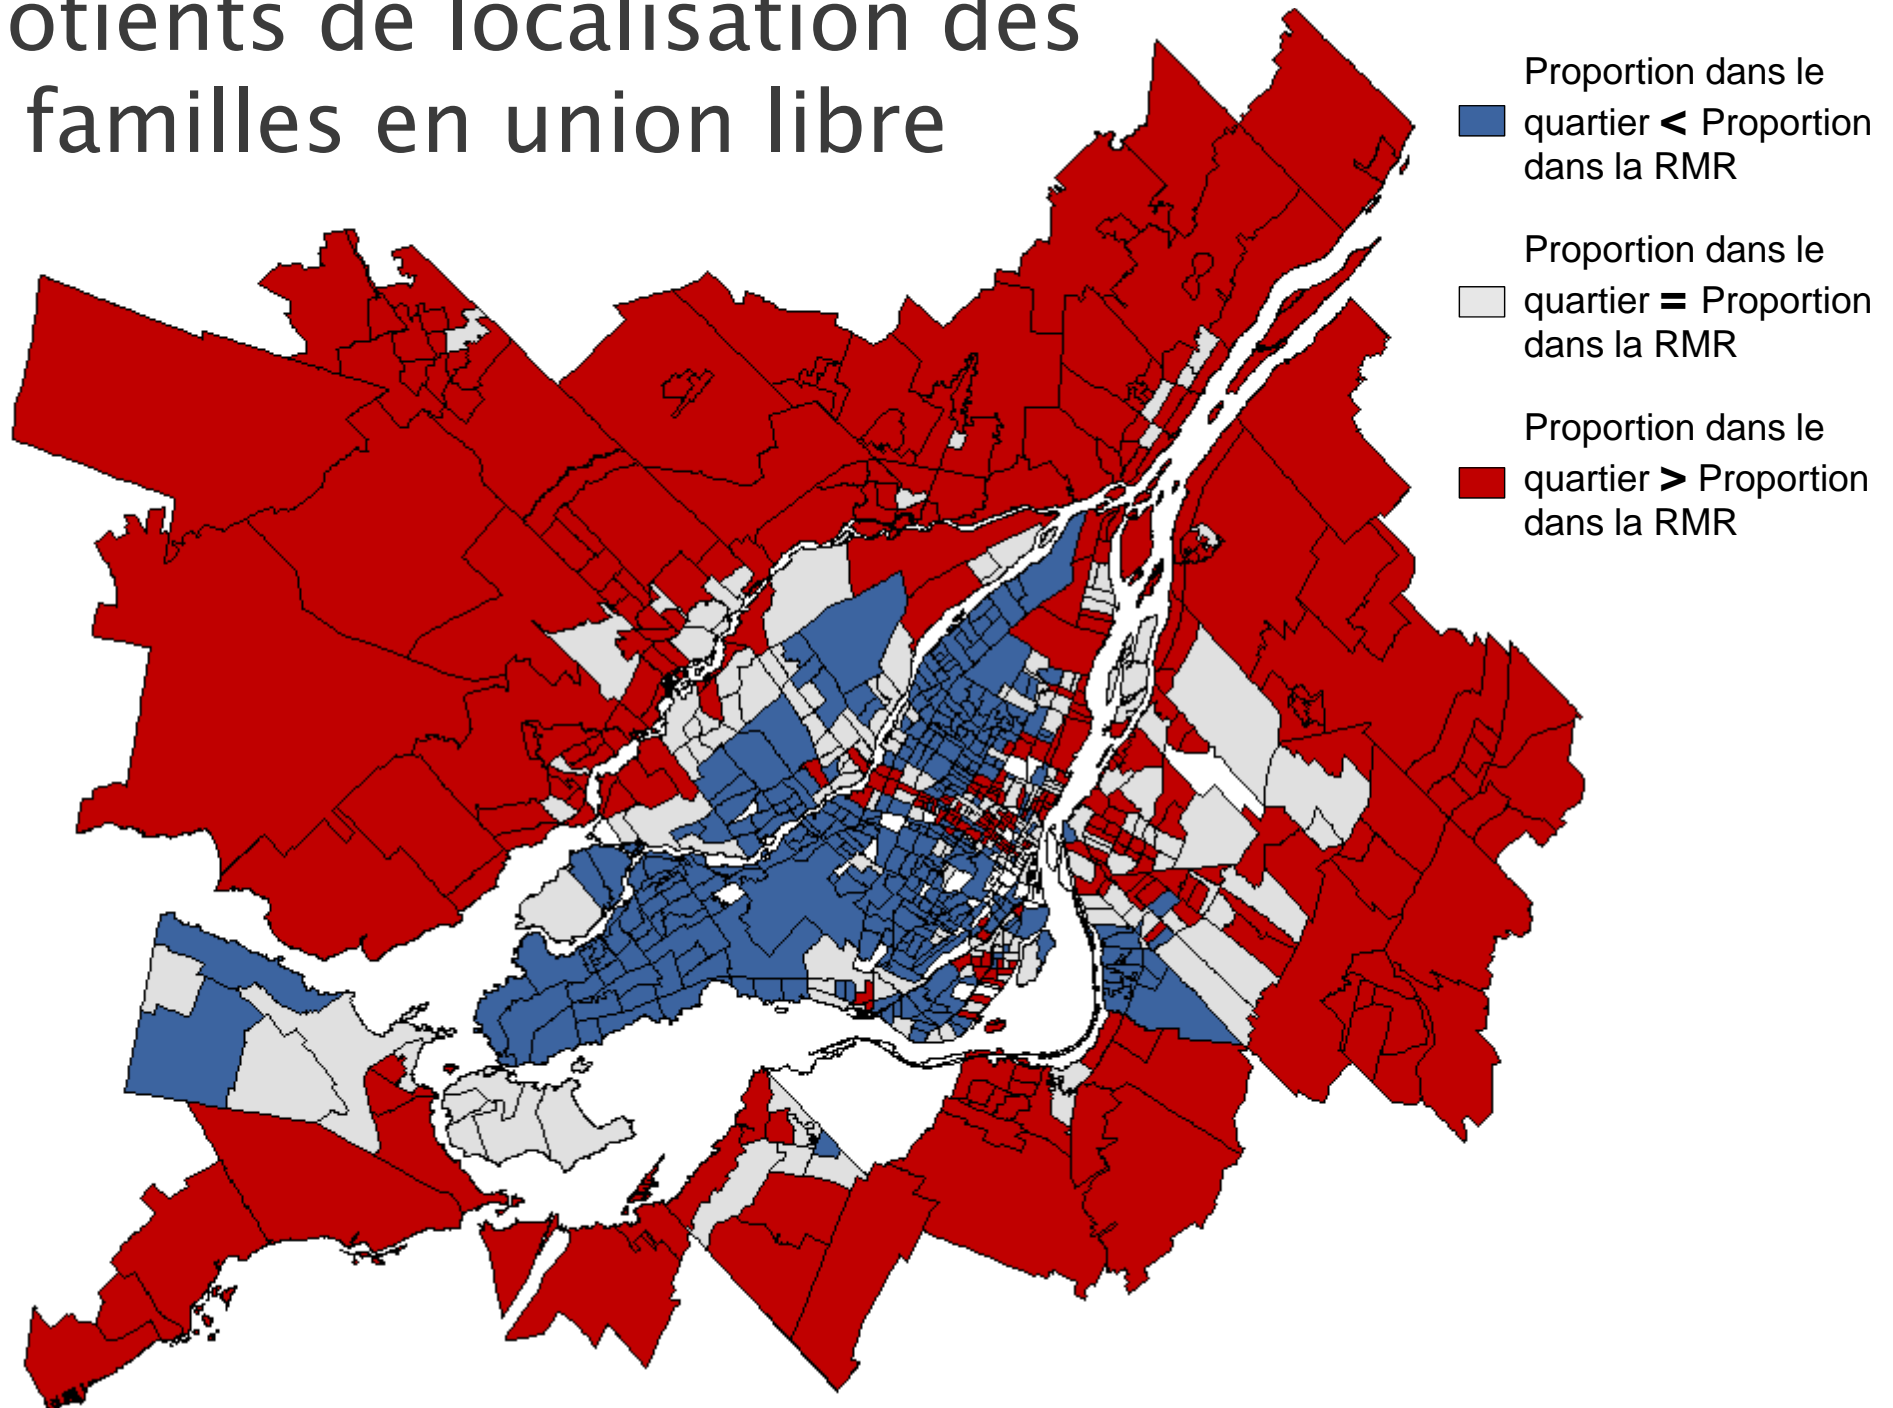 otients de localisation des
familles en union libre
Proportion dans le
quartier < Proportion
dans la RMR
Proportion dans le
quartier = Proportion
dans la RMR
Proportion dans le
quartier > Proportion
dans la RMR